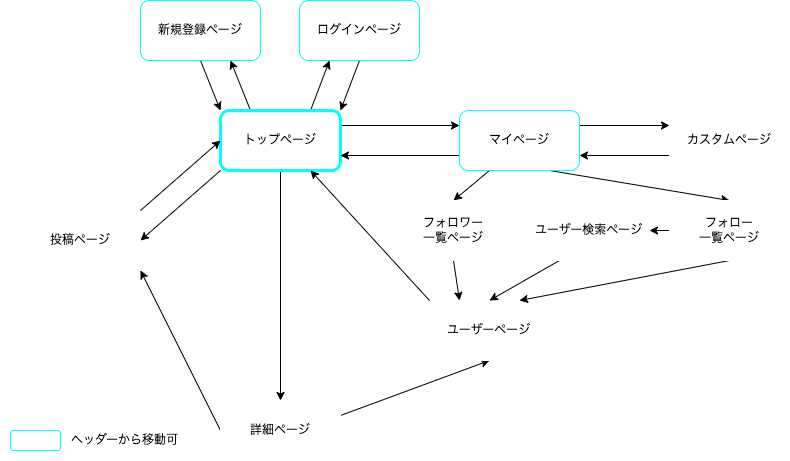 新規登録ページ
ログインページ
トップページ
マイページ
カスタムページ
フォロワー
一覧ページ
ユーザー検索ページ
フォロー
一覧ページ
投稿ページ
ユーザーページ
詳細ページ
ヘッダーから移動可